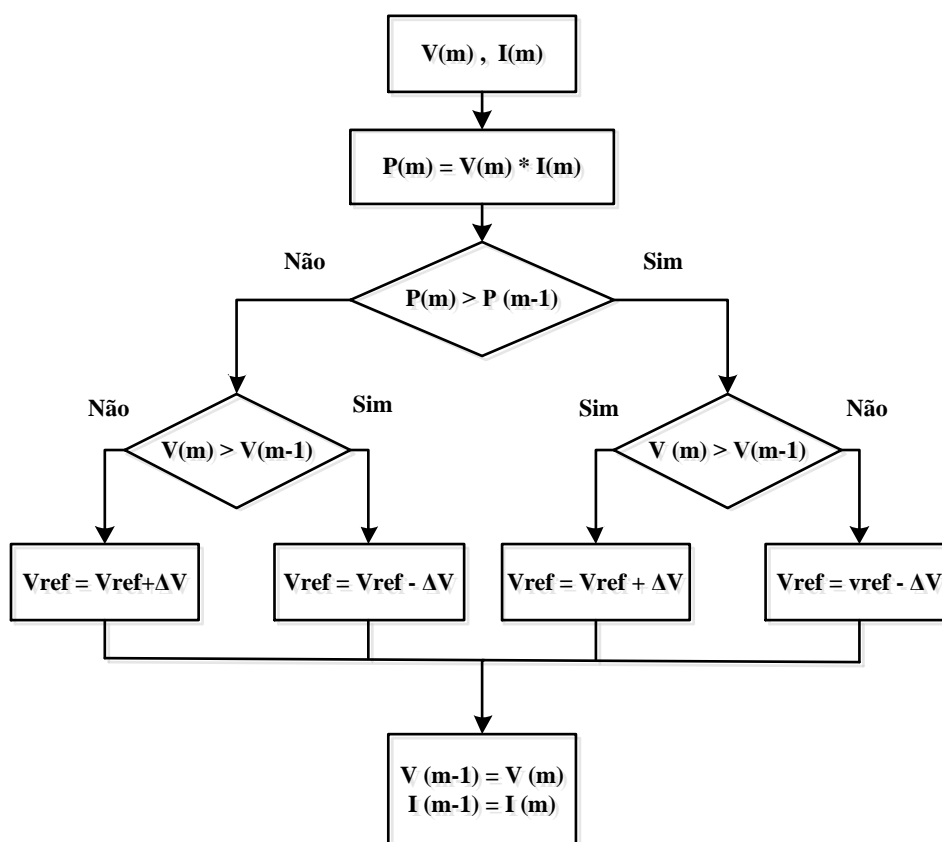 V(m) , I(m)
P(m) = V(m) * I(m)
Não
Sim
P(m) > P (m-1)
Não
Sim
Sim
Não
V(m) > V(m-1)
V (m) > V(m-1)
Vref = Vref+ΔV
Vref = Vref - ΔV
Vref = Vref + ΔV
Vref = vref - ΔV
V (m-1) = V (m)
I (m-1) = I (m)